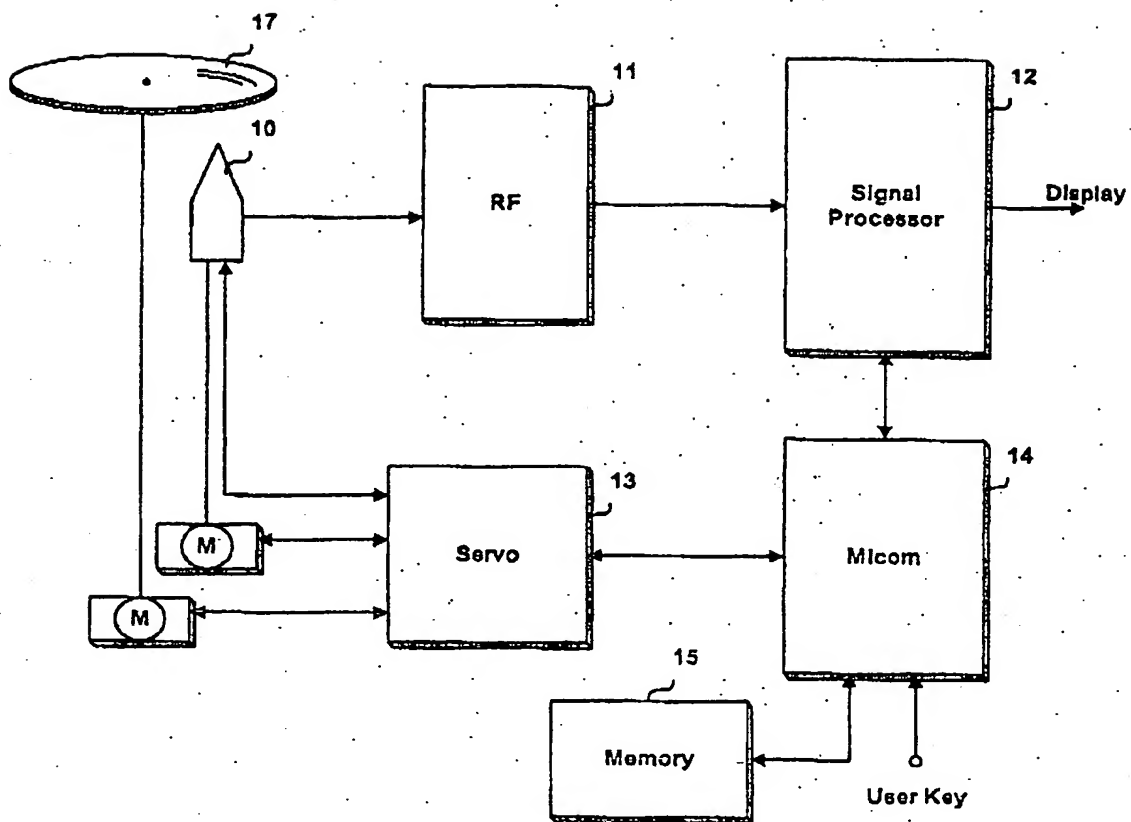 17
10
11
RF
12
Signal
Processor
Display
13
Servo
14
Micom
M
M
15
Memory
User Key